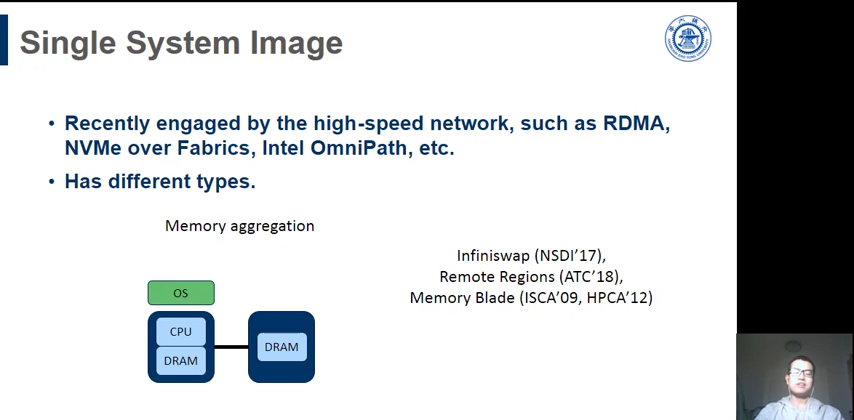 Single System Image
• Recently engaged by the high-speed network, such as RDMA,
NVMe over Fabrics, Intel OmniPath, etc.
• Has different types.
Memory aggregation
Infiniswap (NSDI’17),
Remote Regions (ATC’18),
Memory Blade (ISCA’09, HPCA’12)
OS
CPU
DRAM
DRAM